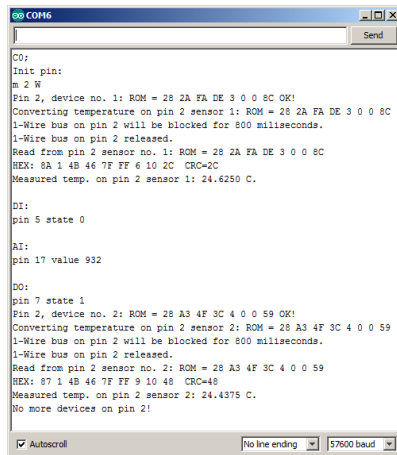 COM6
Send
C0;
Init pin:
m 2 W
Pin 2, device no. 1: ROM = 28 2A FA DE 3 0 0 8C OK!
Converting temperature on pin 2 sensor 1: ROM = 28 2A FA DE 3 0 0 8C
1-Wire bus on pin 2 will be blocked for 800 miliseconds.
1-Wire bus on pin 2 released.
Read from pin 2 sensor no. 1: ROM = 28 2A FA DE 3 0 0 8C
HEX: 8A 1 4B 46 7F FF 6 10 2C  CRC=2C
Measured temp. on pin 2 sensor 1: 24.6250 C.
DI:
pin 5 state 0
AI:
pin 17 value 932
DO:
pin 7 state 1
Pin 2, device no. 2: ROM = 28 A3 4F 3C 4 0 0 59 OK!
Converting temperature on pin 2 sensor 2: ROM = 28 A3 4F 3C 4 0 0 59
1-Wire bus on pin 2 will be blocked for 800 miliseconds.
1-Wire bus on pin 2 released.
Read from pin 2 sensor no. 2: ROM = 28 A3 4F 3C 4 0 0 59
HEX: 87 1 4B 46 7F FF 9 10 48  CRC=48
Measured temp. on pin 2 sensor 2: 24.4375 C.
No more devices on pin 2!
Autoscroll
No line ending
57600 baud